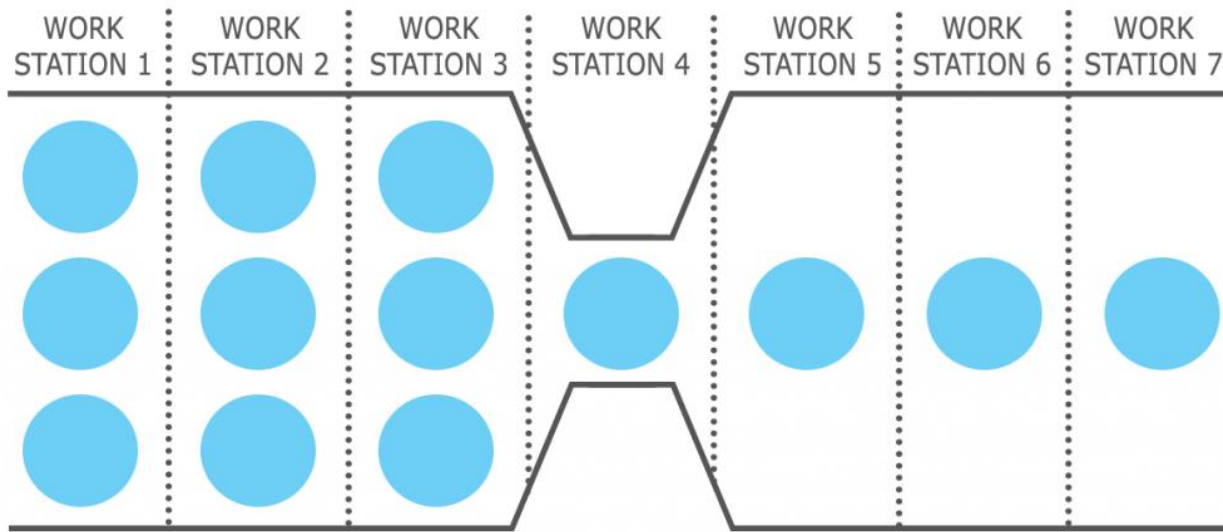 WORK
STATION 1
WORK
STATION 2
WORK
STATION 3
WORK
STATION 4
WORK
STATION 5
WORK
STATION 6
WORK
STATION 7